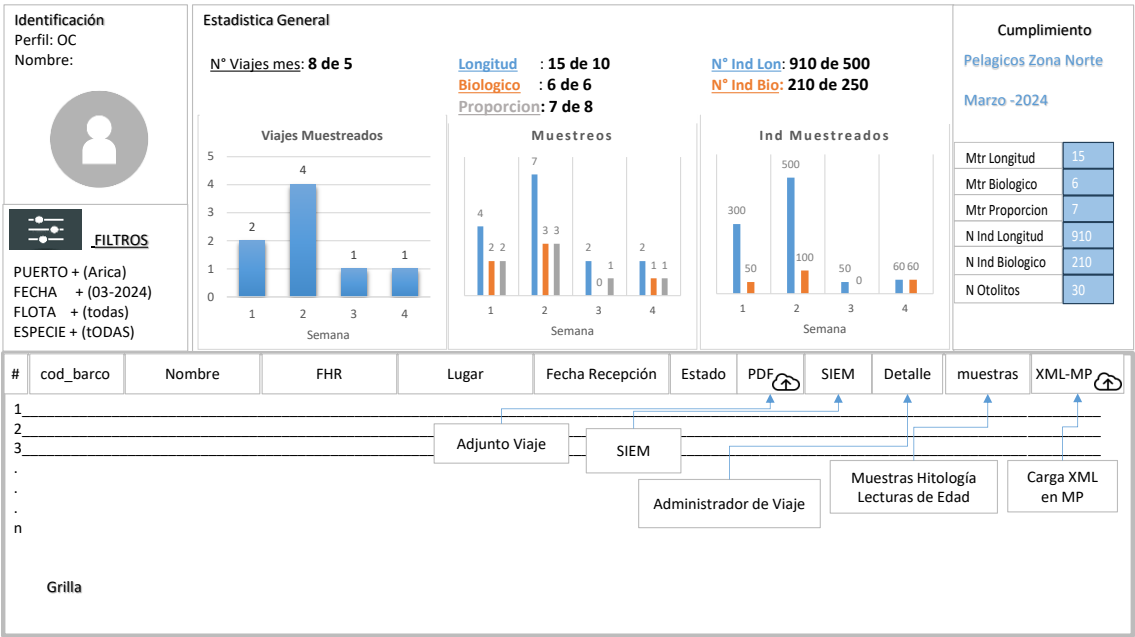 Identificación
Perfil: OC
Nombre:
FILTROS
PUERTO + (Arica)
FECHA + (03-2024)
FLOTA + (todas)
ESPECIE + (tODAS)
Estadistica General
N° Viajes mes: 8 de 5
Longitud : 15 de 10
Biologico : 6 de 6
Proporcion: 7 de 8
N° Ind Lon: 910 de 500
N° Ind Bio: 210 de 250
Viajes Muestreados
5
4
3
2
1
0
2
4
1
1
1 2 3 4
Semana
Muestreos
4
2 2
7
3 3
2
0
1
2
1 1
1 2 3 4
Semana
Ind Muestreados
300
50
500
100
50
0
60 60
1 2 3 4
Semana
Cumplimiento
Pelagicos Zona Norte
Marzo -2024
Mtr Longitud 15
Mtr Biologico 6
Mtr Proporcion 7
N Ind Longitud 910
N Ind Biologico 210
N Otolitos 30
# cod_barco Nombre FHR Lugar Fecha Recepción Estado PDF SIEM Detalle muestras XML-MP
1
2
3
.
.
.
n
Adjunto Viaje
SIEM
Administrador de Viaje
Muestras Hitología
Lecturas de Edad
Carga XML
en MP
Grilla